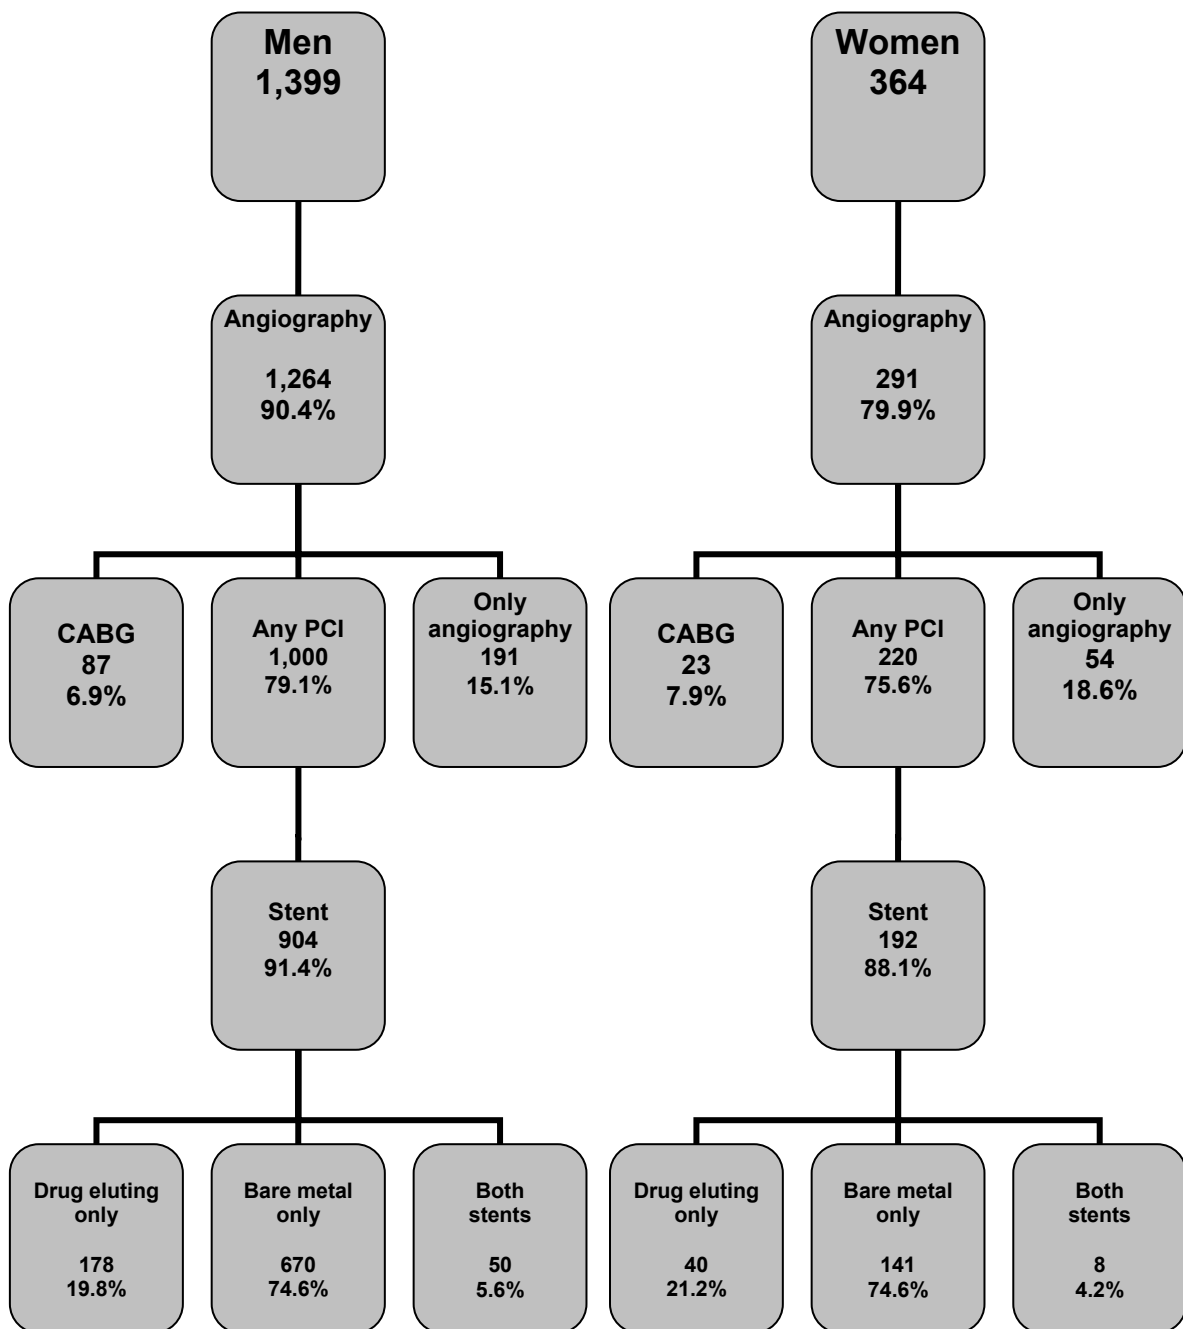 Men
1,399
Women
364
Angiography
1,264
90.4%
Angiography
291
79.9%
CABG
87
6.9%
Any PCI
1,000
79.1%
Only
angiography
191
15.1%
CABG
23
7.9%
Any PCI
220
75.6%
Only
angiography
54
18.6%
Stent
904
91.4%
Stent
192
88.1%
Drug eluting
only
178
19.8%
Bare metal
only
670
74.6%
Both
stents
50
5.6%
Drug eluting
only
40
21.2%
Bare metal
only
141
74.6%
Both
stents
8
4.2%